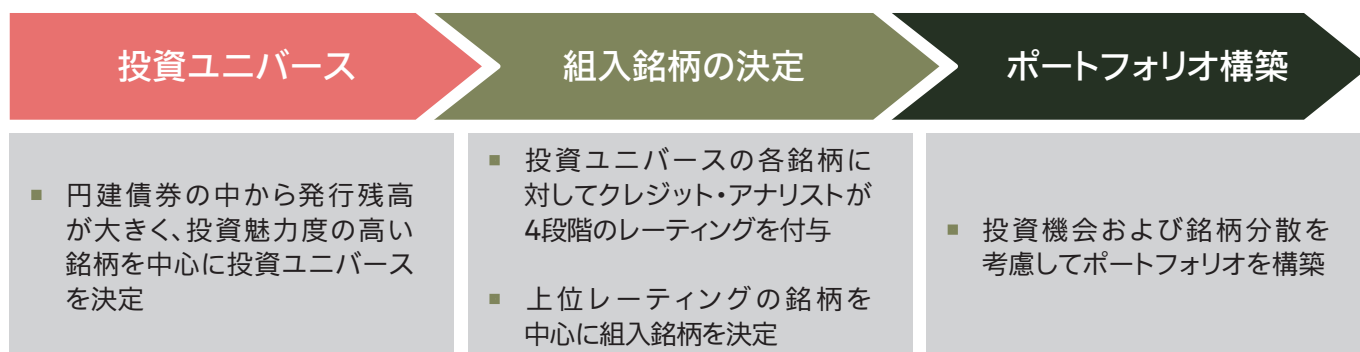 投資ユニバース
組入銘柄の決定
ポートフォリオ構築
▪ 円建債券の中から発行残高
が大きく、投資魅力度の高い
銘柄を中心に投資ユニバース
を決定
▪ 投資ユニバースの各銘柄に
対してクレジット・アナリストが
4段階のレーティングを付与
▪ 上位レーティングの銘柄を
中心に組入銘柄を決定
▪ 投資機会および銘柄分散を
考慮してポートフォリオを構築